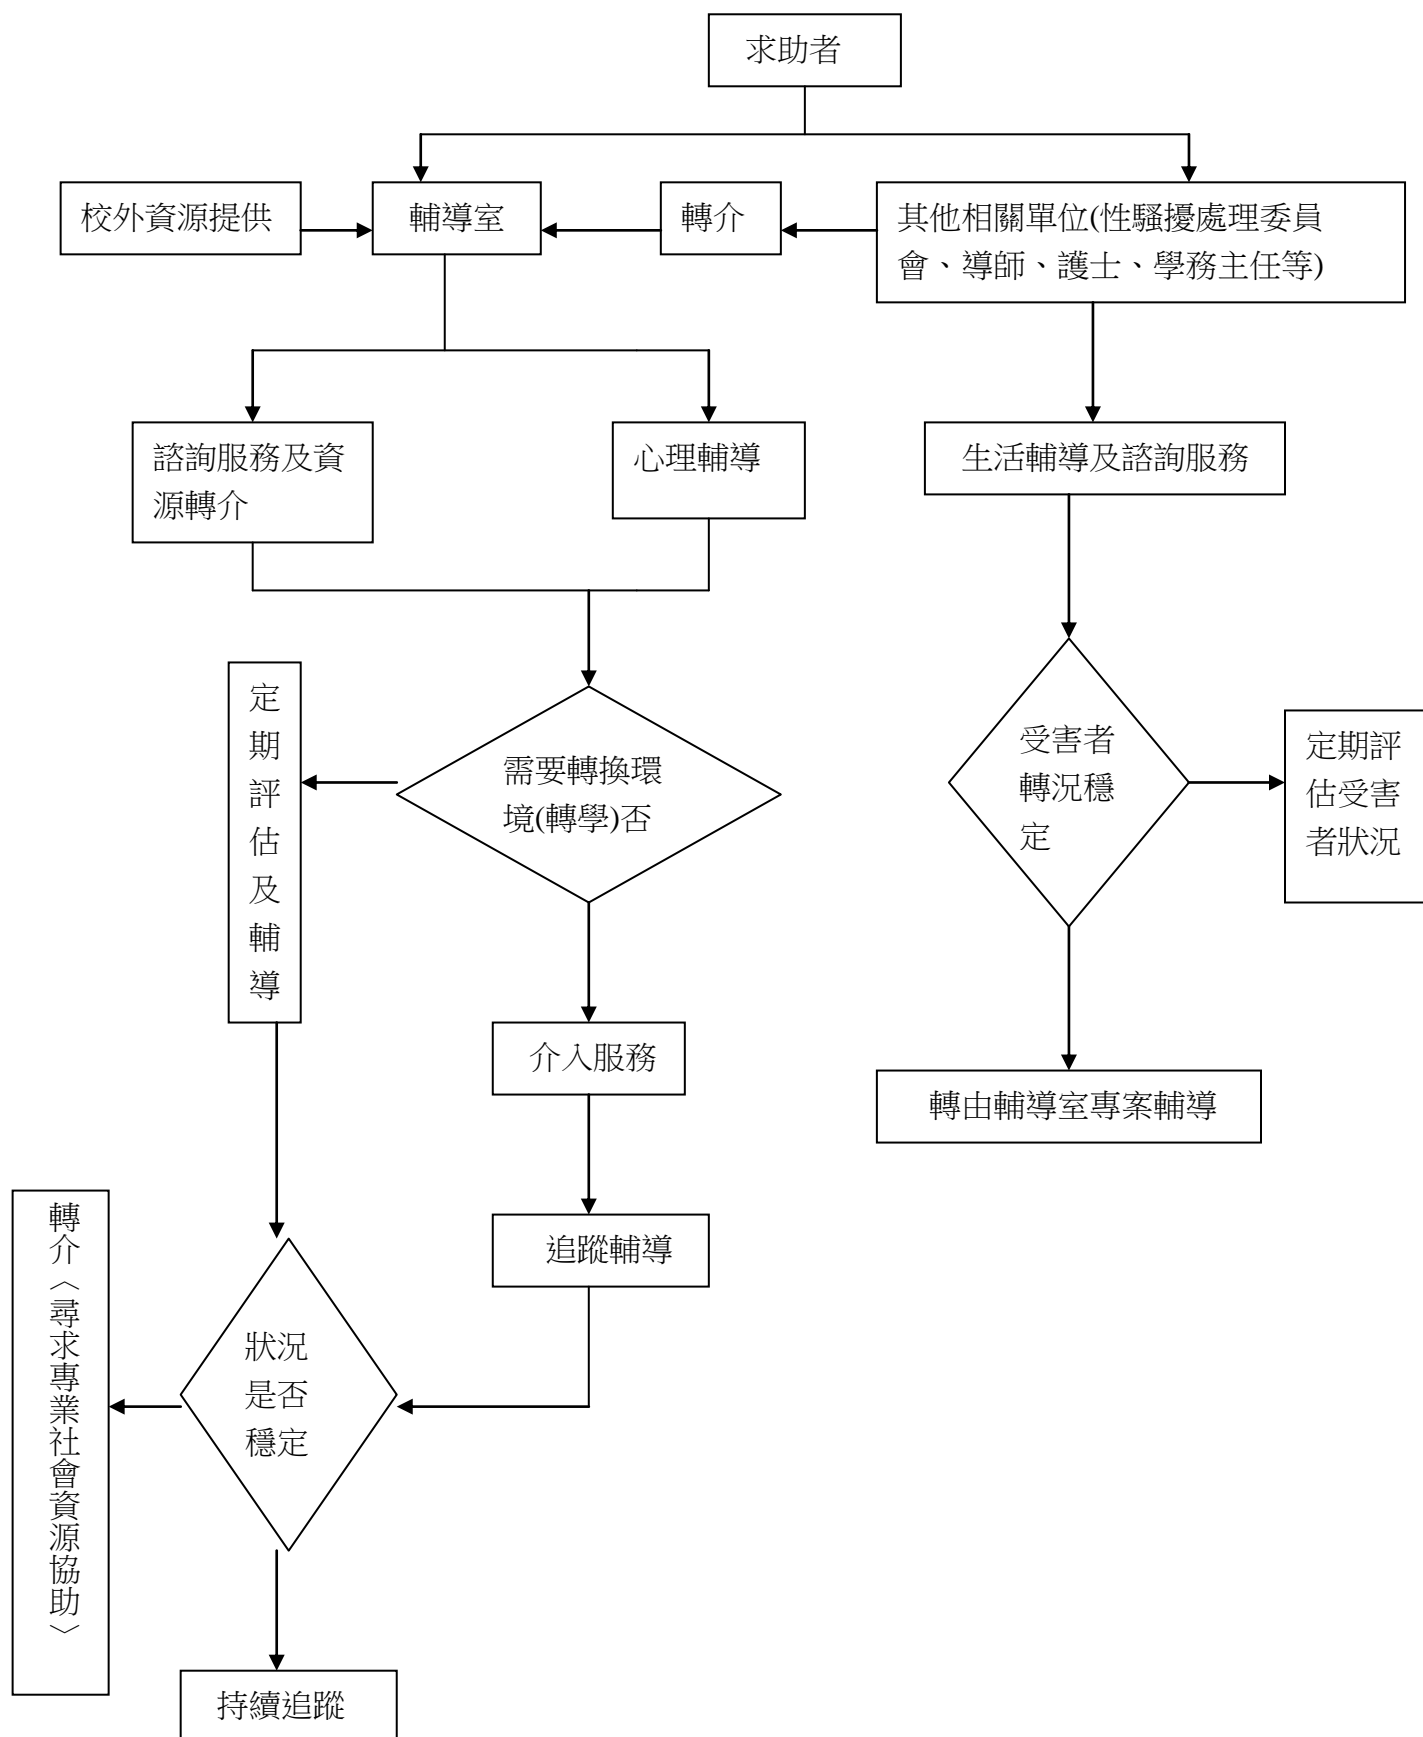 求助者
校外資源提供
輔導室
轉介
其他相關單位(性騷擾處理委員
會、導師、護士、學務主任等)
諮詢服務及資
源轉介
心理輔導
生活輔導及諮詢服務
定期評估及輔導
需要轉換環
境(轉學)否
受害者
轉況穩
定
定期評
估受害
者狀況
介入服務
轉由輔導室專案輔導
轉介〈尋求專業社會資源協助〉
追蹤輔導
狀況
是否
穩定
持續追蹤